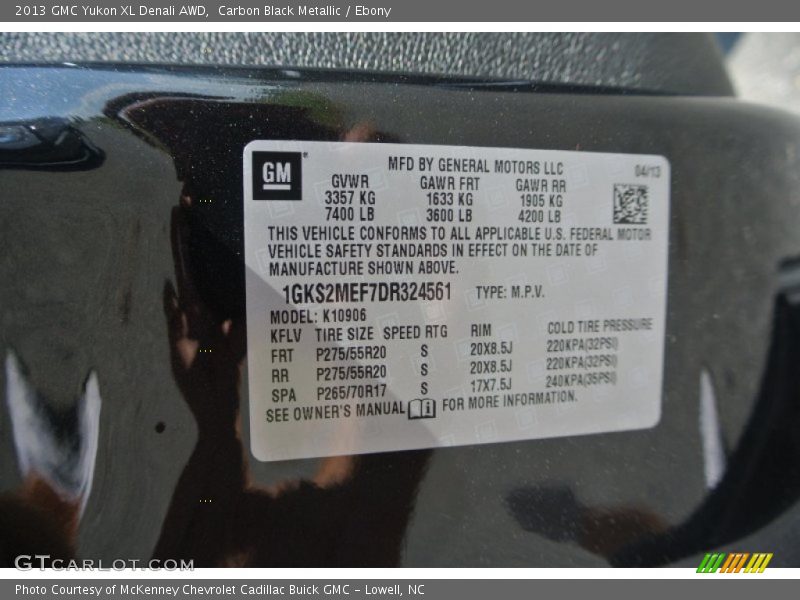 2013 GMC Yukon XL Denali AWD,  Carbon Black Metallic / Ebony
GM
MFD BY GENERAL MOTORS LLC 04/13
GVWR GAWR FRT GAWR RR
3357 KG 1633 KG 1905 KG
7400 LB 3600 LB 4200 LB
THIS VEHICLE CONFORMS TO ALL APPLICABLE U.S. FEDERAL MOTOR
VEHICLE SAFETY STANDARDS IN EFFECT ON THE DATE OF
MANUFACTURE SHOWN ABOVE.
1GKS2MEF7DR324561 TYPE: M.P.V.
MODEL: K10906
KFLV TIRE SIZE SPEED RTG RIM COLD TIRE PRESSURE
FRT P275/55R20 S 20X8.5J 220KPA(32PSI)
RR P275/55R20 S 20X8.5J 220KPA(32PSI)
SPA P265/70R17 S 17X7.5J 240KPA(35PSI)
SEE OWNER'S MANUAL FOR MORE INFORMATION.
GTCARLOT.COM
Photo Courtesy of McKenney Chevrolet Cadillac Buick GMC - Lowell, NC